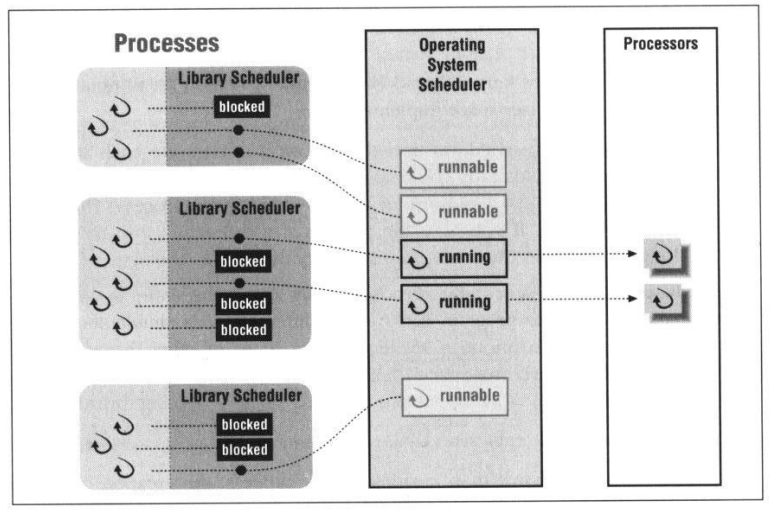 Processes
Library Scheduler
blocked
Library Scheduler
blocked
blocked
blocked
Library Scheduler
blocked
blocked
Operating
System
Scheduler
runnable
runnable
running
running
runnable
Processors